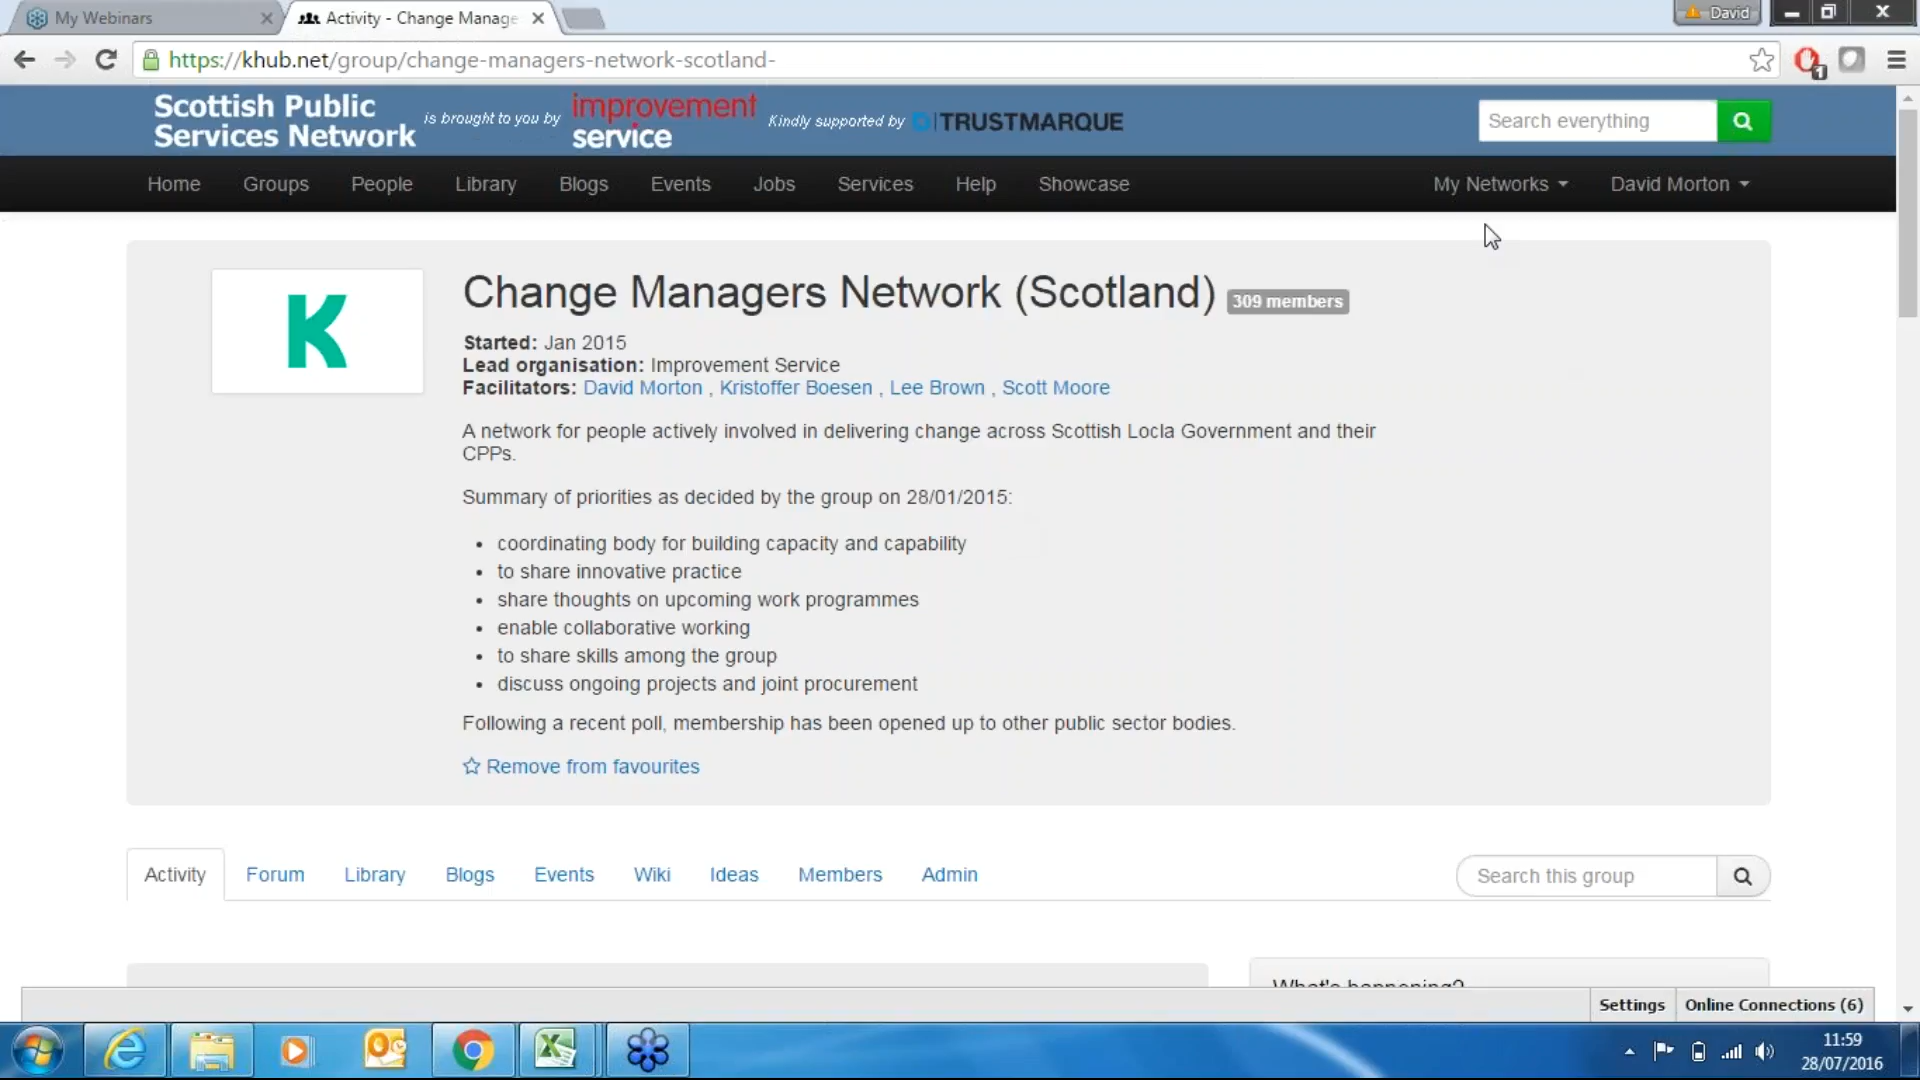 My Webinars
Activity - Change Manage
David
https://khub.net/group/change-managers-network-scotland-
Scottish Public
Services Network
is brought to you by
improvement
service
Kindly supported by
TRUSTMARQUE
Search everything
Home Groups People Library Blogs Events Jobs Services Help Showcase My Networks David Morton
K
Change Managers Network (Scotland) 309 members
Started: Jan 2015
Lead organisation: Improvement Service
Facilitators: David Morton , Kristoffer Boesen , Lee Brown , Scott Moore
A network for people actively involved in delivering change across Scottish Locla Government and their
CPPs.
Summary of priorities as decided by the group on 28/01/2015:
• coordinating body for building capacity and capability
• to share innovative practice
• share thoughts on upcoming work programmes
• enable collaborative working
• to share skills among the group
• discuss ongoing projects and joint procurement
Following a recent poll, membership has been opened up to other public sector bodies.
Remove from favourites
Activity Forum Library Blogs Events Wiki Ideas Members Admin
Search this group
What's happening?
Settings Online Connections (6)
11:59
28/07/2016